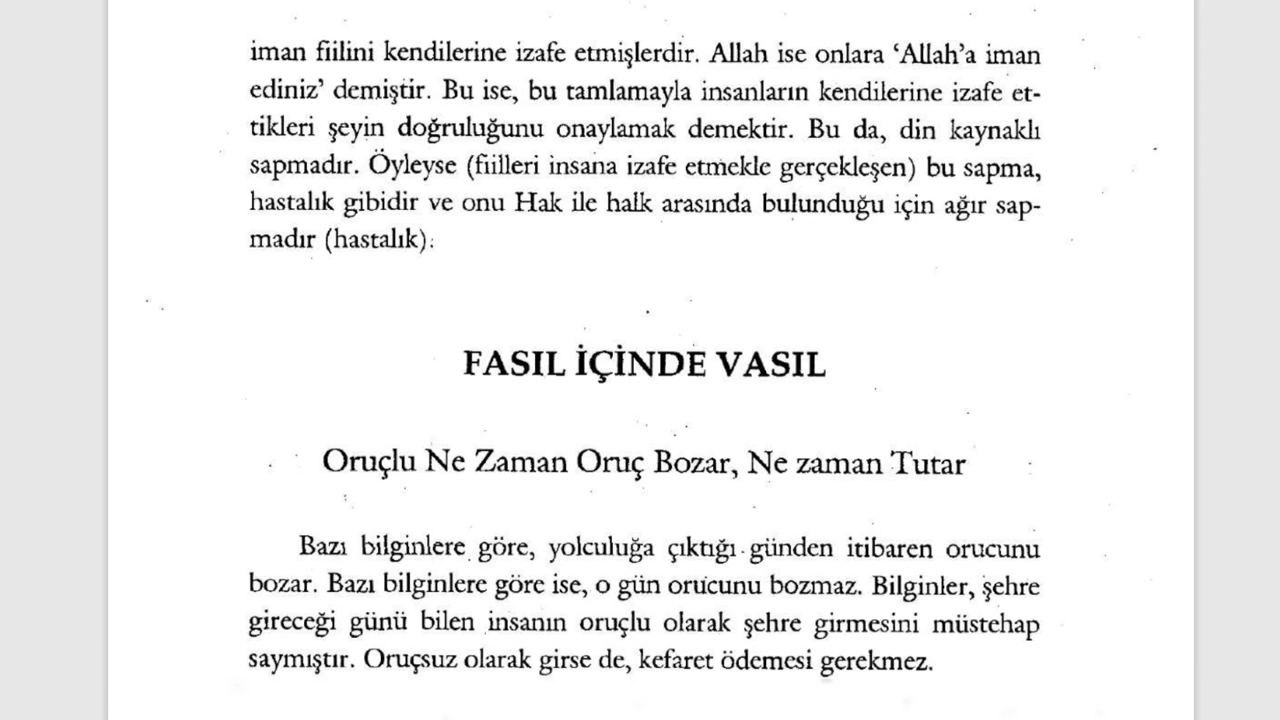 iman fiilini kendilerine izafe etmişlerdir. Allah ise onlara ‘Allah’a iman
ediniz’ demiştir. Bu ise, bu tamlamayla insanların kendilerine izafe et-
tikleri şeyin doğruluğunu onaylamak demektir. Bu da, din kaynaklı
sapmadır. Öyleyse (fiilleri insana izafe etmekle gerçekleşen) bu sapma,
hastalık gibidir ve onu Hak ile halk arasında bulunduğu için ağır sap-
madır (hastalık).
FASIL İÇİNDE VASIL
Oruçlu Ne Zaman Oruç Bozar, Ne zaman Tutar
Bazı bilginlere göre, yolculuğa çıktığı günden itibaren orucunu
bozar. Bazı bilginlere göre ise, o gün orucunu bozmaz. Bilginler, şehre
gireceği günü bilen insanın oruçlu olarak şehre girmesini müstehap
saymıştır. Oruçsuz olarak girse de, kefaret ödemesi gerekmez.